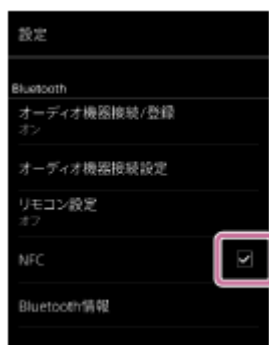 設定
Bluetooth
オーディオ機器接続/登録
オン
オーディオ機器接続設定
リモコン設定
オフ
NFC
Bluetooth情報